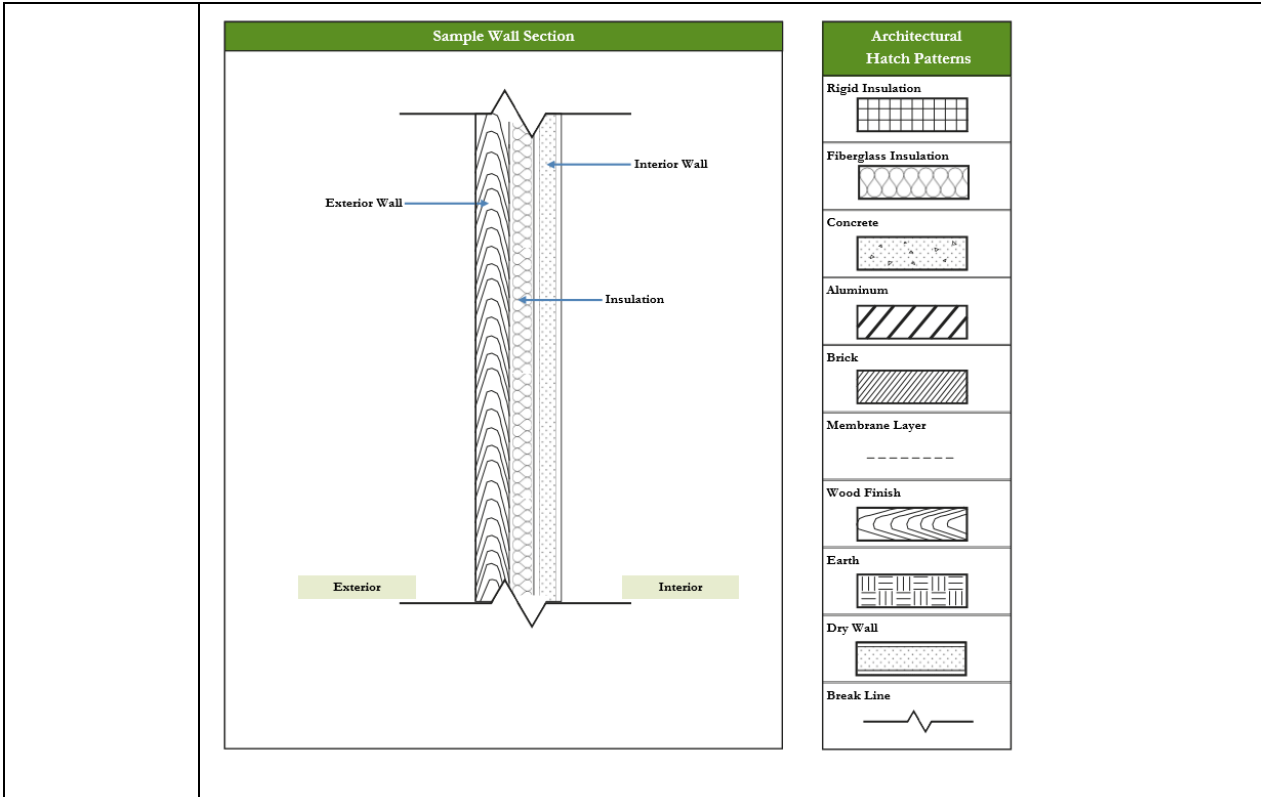 Sample Wall Section
Interior Wall
Exterior Wall
Insulation
Exterior
Interior
Architectural
Hatch Patterns
Rigid Insulation
Fiberglass Insulation
Concrete
Aluminum
Brick
Membrane Layer
Wood Finish
Earth
Dry Wall
Break Line